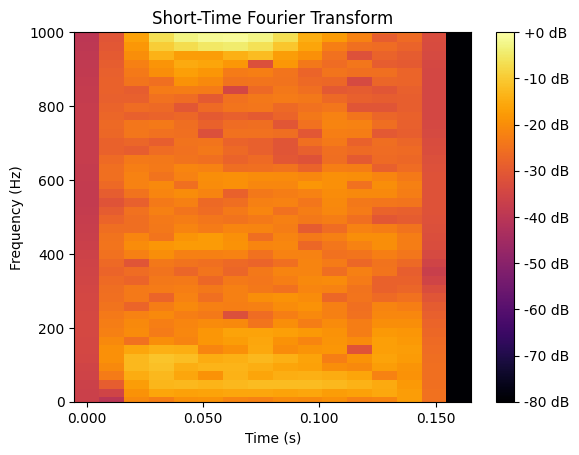 Short-Time Fourier Transform
Frequency (Hz)
1000
800
600
400
200
0
0.000
0.050
0.100
0.150
Time (s)
+0 dB
-10 dB
-20 dB
-30 dB
-40 dB
-50 dB
-60 dB
-70 dB
-80 dB